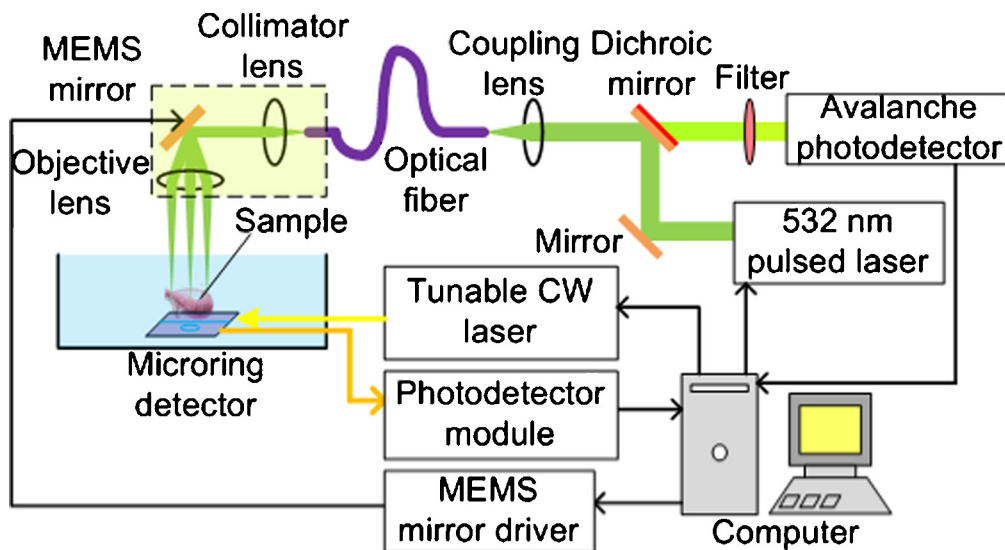 MEMS
mirror
Collimator
lens
Coupling
lens
Dichroic
mirror
Filter
Avalanche
photodetector
Objective
lens
Optical
fiber
Sample
Mirror
532 nm
pulsed laser
Tunable CW
laser
Microring
detector
Photodetector
module
MEMS
mirror driver
Computer